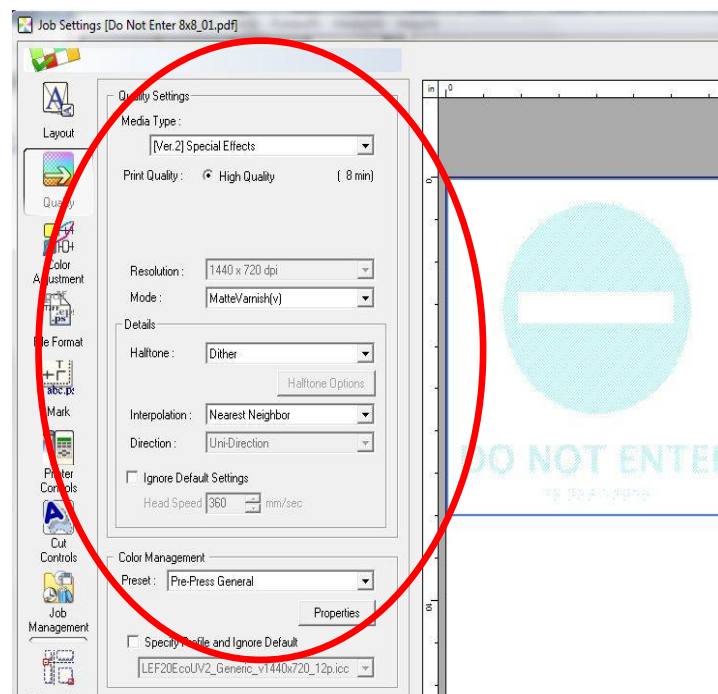 Job Settings [Do Not Enter 8x8_01.pdf]
Layout
Quality
Color
Adjustment
File Format
Mark
Printer
Controls
Cut
Controls
Job
Management
Quality Settings
Media Type :
[Ver.2] Special Effects
Print Quality : High Quality ( 8 min)
Resolution : 1440 x 720 dpi
Mode : MatteVarnish(v)
Details
Halftone : Dither
Halftone Options
Interpolation : Nearest Neighbor
Direction : Uni-Direction
Ignore Default Settings
Head Speed 360 mm/sec
Color Management
Preset : Pre-Press General
Properties
Specify Profile and Ignore Default
LEF20EcoUV2_Generic_v1440x720_12p.icc
in 0
0
10
DO NOT ENTER